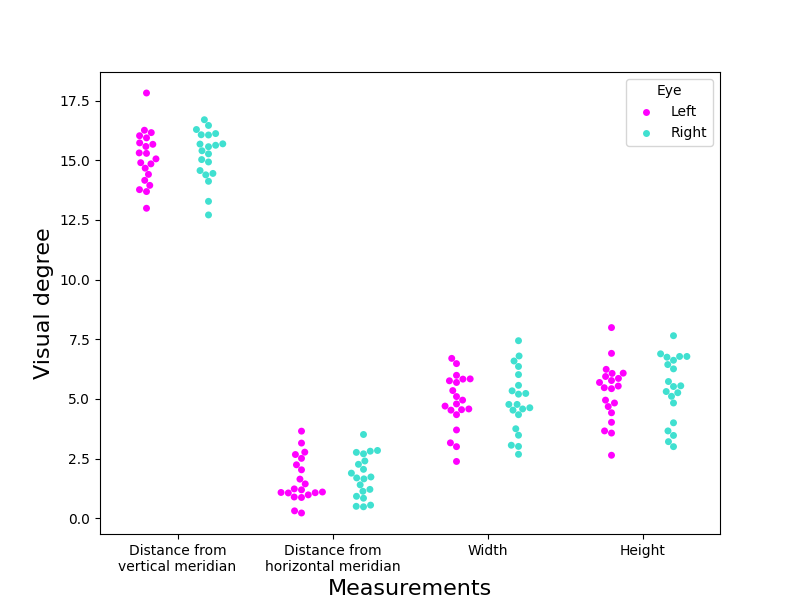 Eye
Left
Right
17.5
15.0
12.5
10.0
7.5
5.0
2.5
0.0
Visual degree
Distance from
vertical meridian
Distance from
horizontal meridian
Width
Height
Measurements